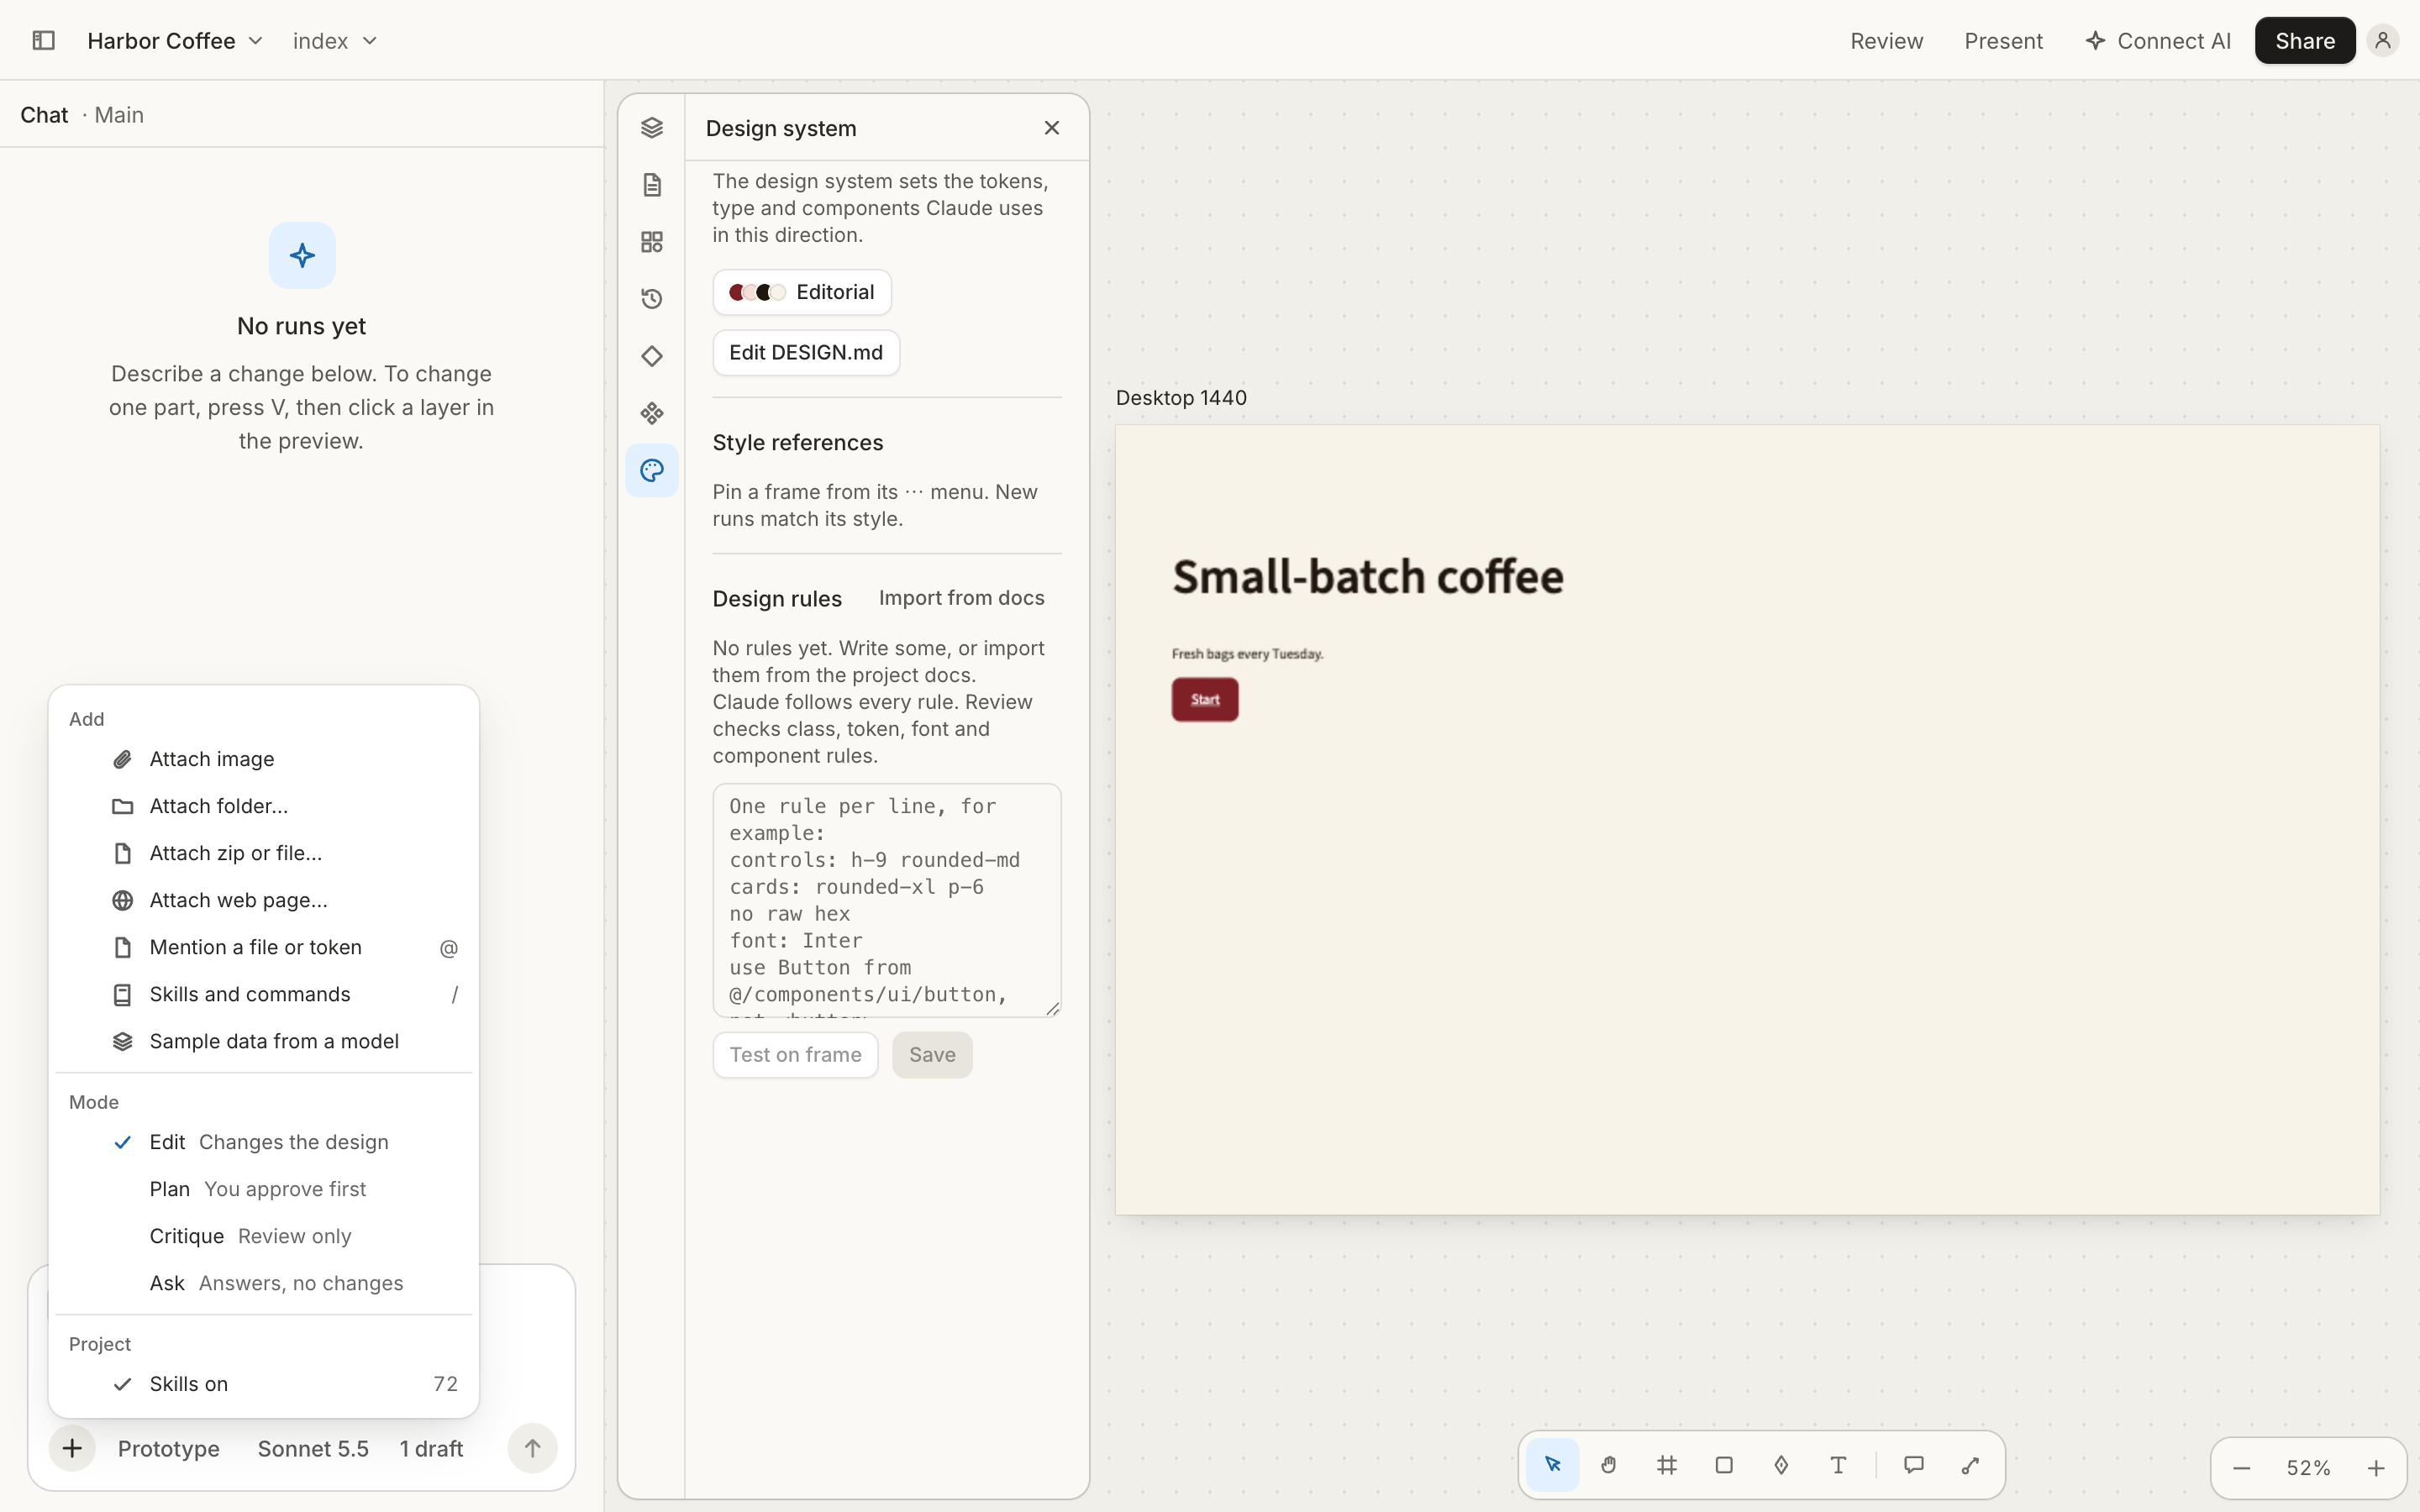 Harbor Coffee
index
Review
Present
Connect AI
Share
Chat · Main
No runs yet
Describe a change below. To change
one part, press V, then click a layer in
the preview.
Add
Attach image
Attach folder...
Attach zip or file...
Attach web page...
Mention a file or token @
Skills and commands /
Sample data from a model
Mode
Edit Changes the design
Plan You approve first
Critique Review only
Ask Answers, no changes
Project
Skills on 72
Prototype
Sonnet 5.5
1 draft
Design system
The design system sets the tokens,
type and components Claude uses
in this direction.
Editorial
Edit DESIGN.md
Style references
Pin a frame from its ··· menu. New
runs match its style.
Design rules
Import from docs
No rules yet. Write some, or import
them from the project docs.
Claude follows every rule. Review
checks class, token, font and
component rules.
One rule per line, for
example:
controls: h-9 rounded-md
cards: rounded-xl p-6
no raw hex
font: Inter
use Button from
@/components/ui/button,
Test on frame
Save
Desktop 1440
Small-batch coffee
Fresh bags every Tuesday.
Start
52%